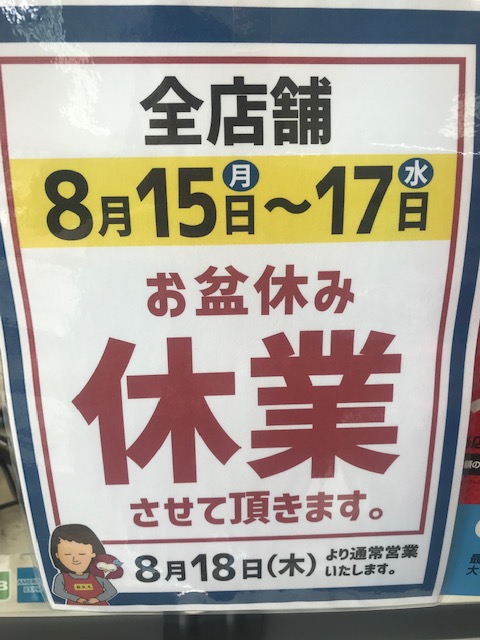 全店舗
8月15日(月)～17日(水)
お盆休み
休業
させて頂きます。
8月18日(木)より通常営業
いたします。